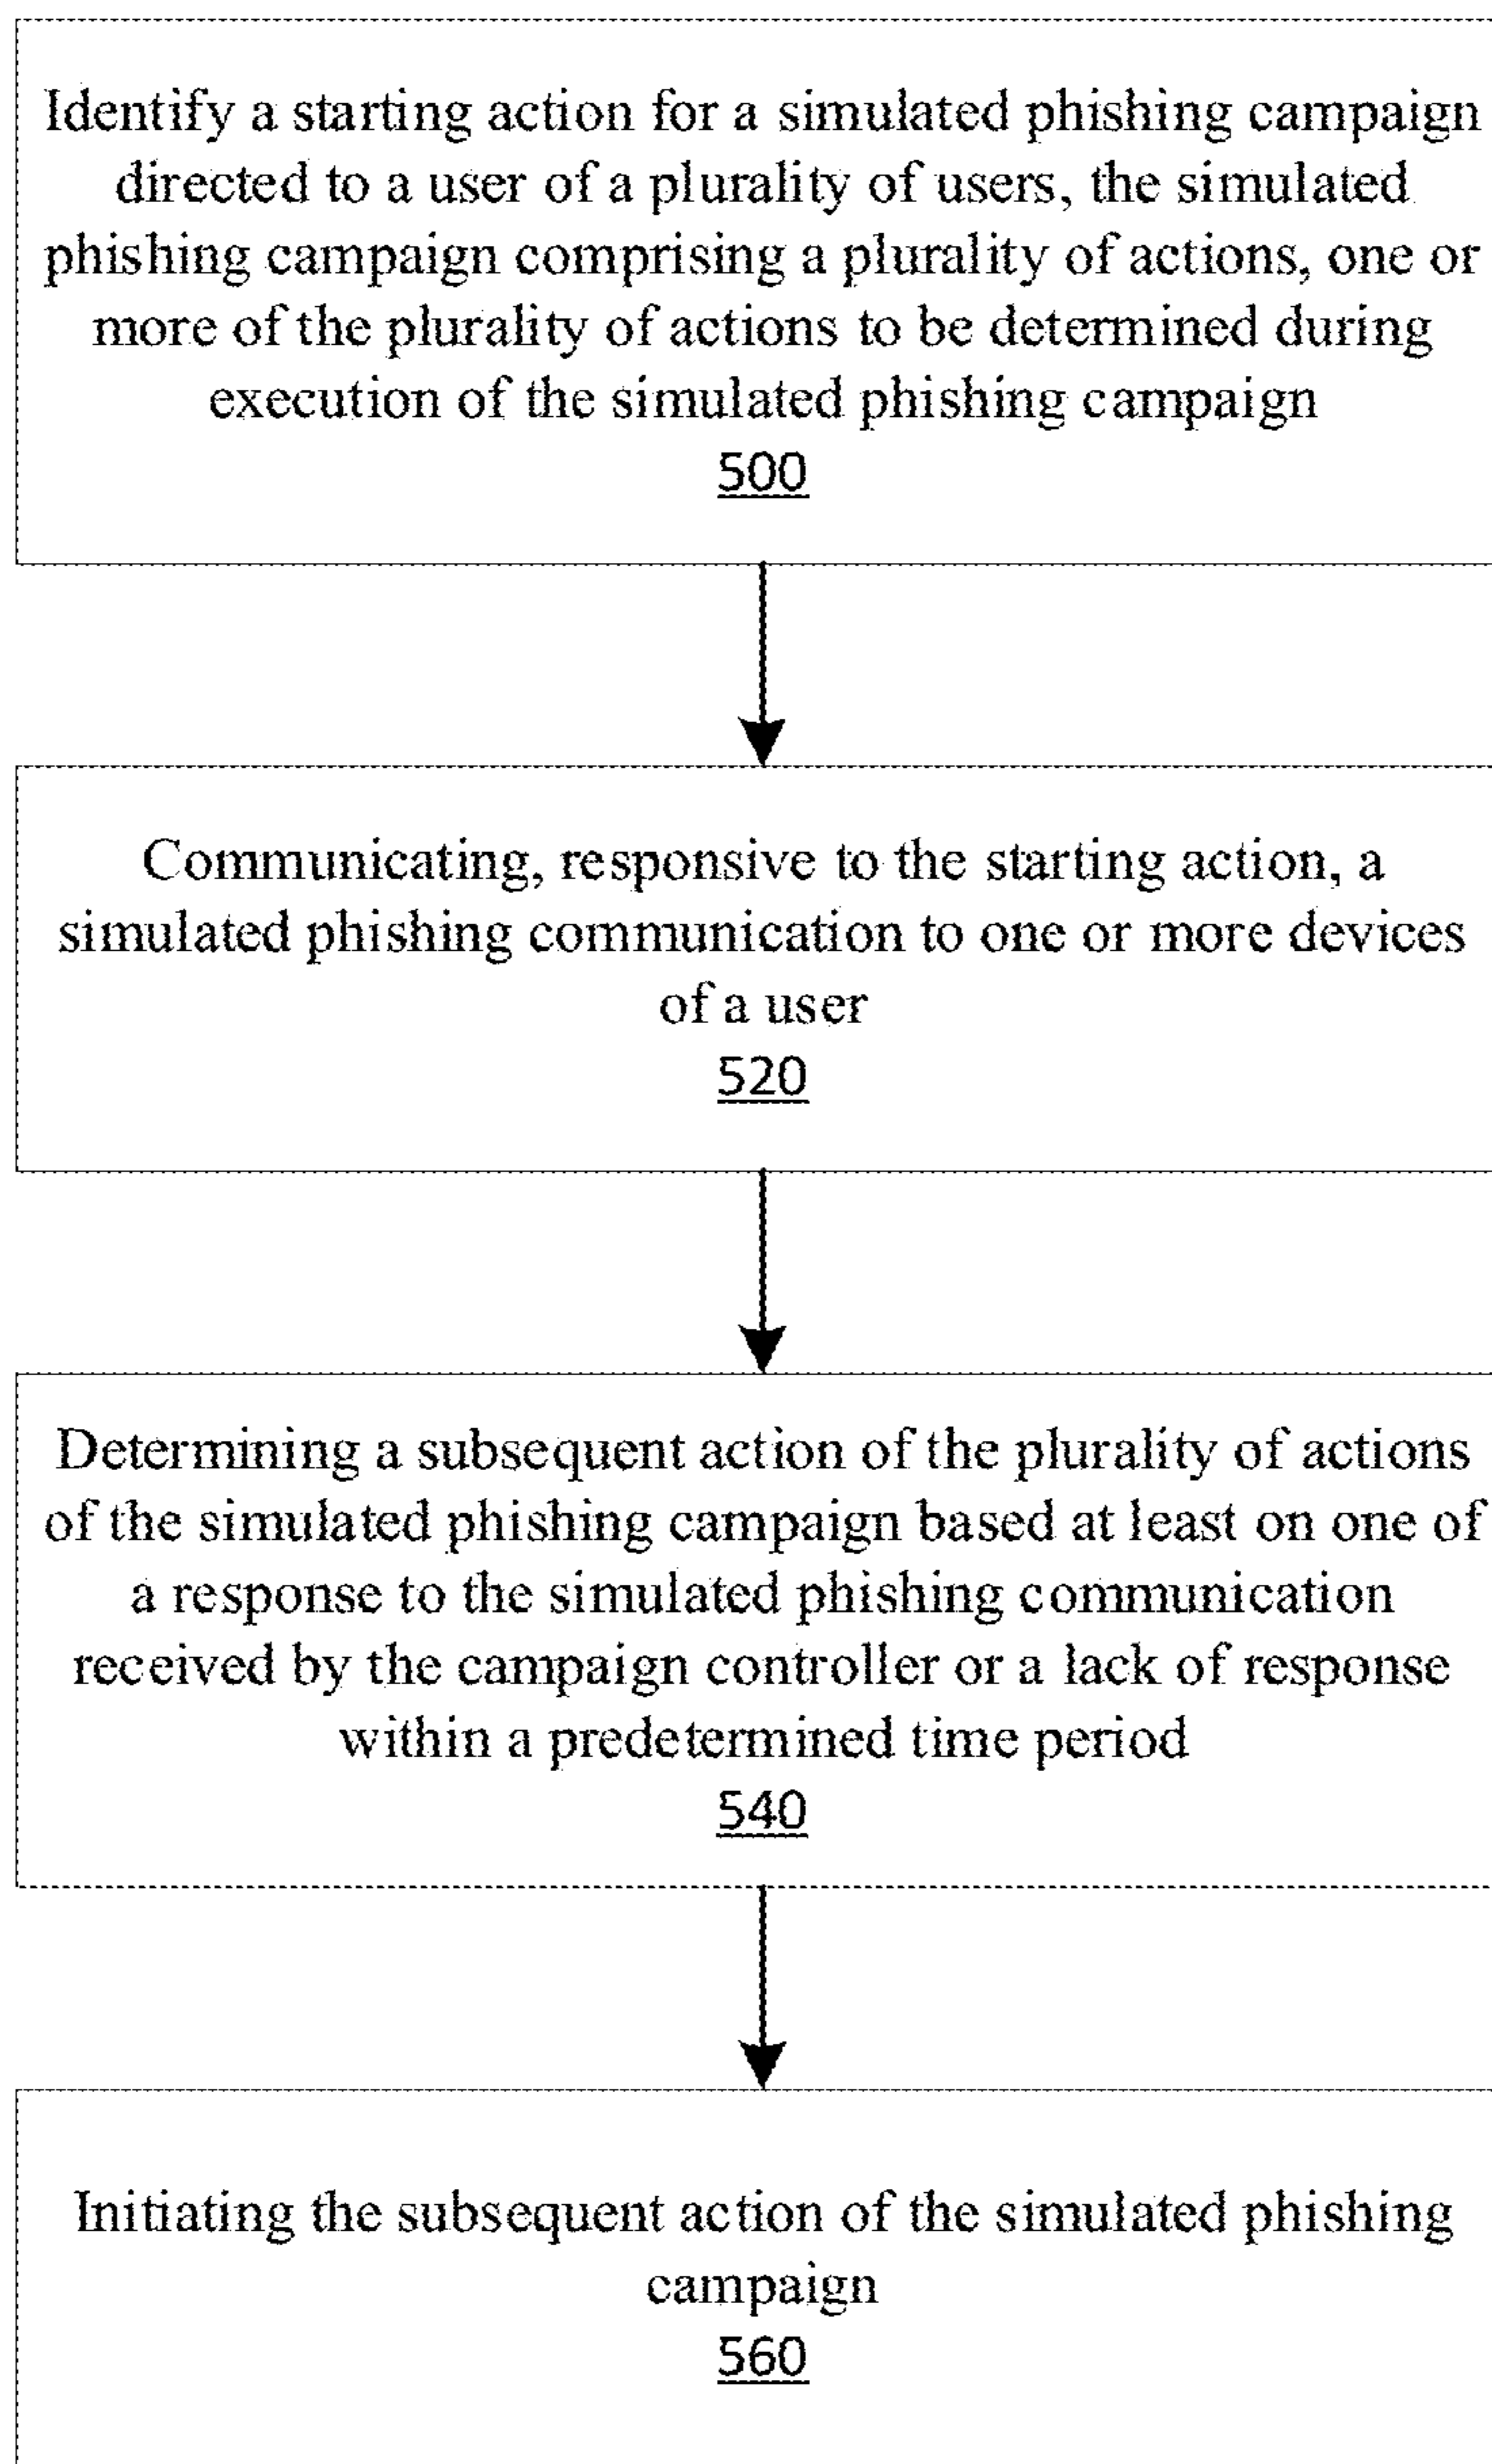 Identify a starting action for a simulated phishing campaign
directed to a user of a plurality of users, the simulated
phishing campaign comprising a plurality of actions, one or
more of the plurality of actions to be determined during
execution of the simulated phishing campaign
500
Communicating, responsive to the starting action, a
simulated phishing communication to one or more devices
of a user
520
Determining a subsequent action of the plurality of actions
of the simulated phishing campaign based at least on one of
a response to the simulated phishing communication
received by the campaign controller or a lack of response
within a predetermined time period
540
Initiating the subsequent action of the simulated phishing
campaign
560